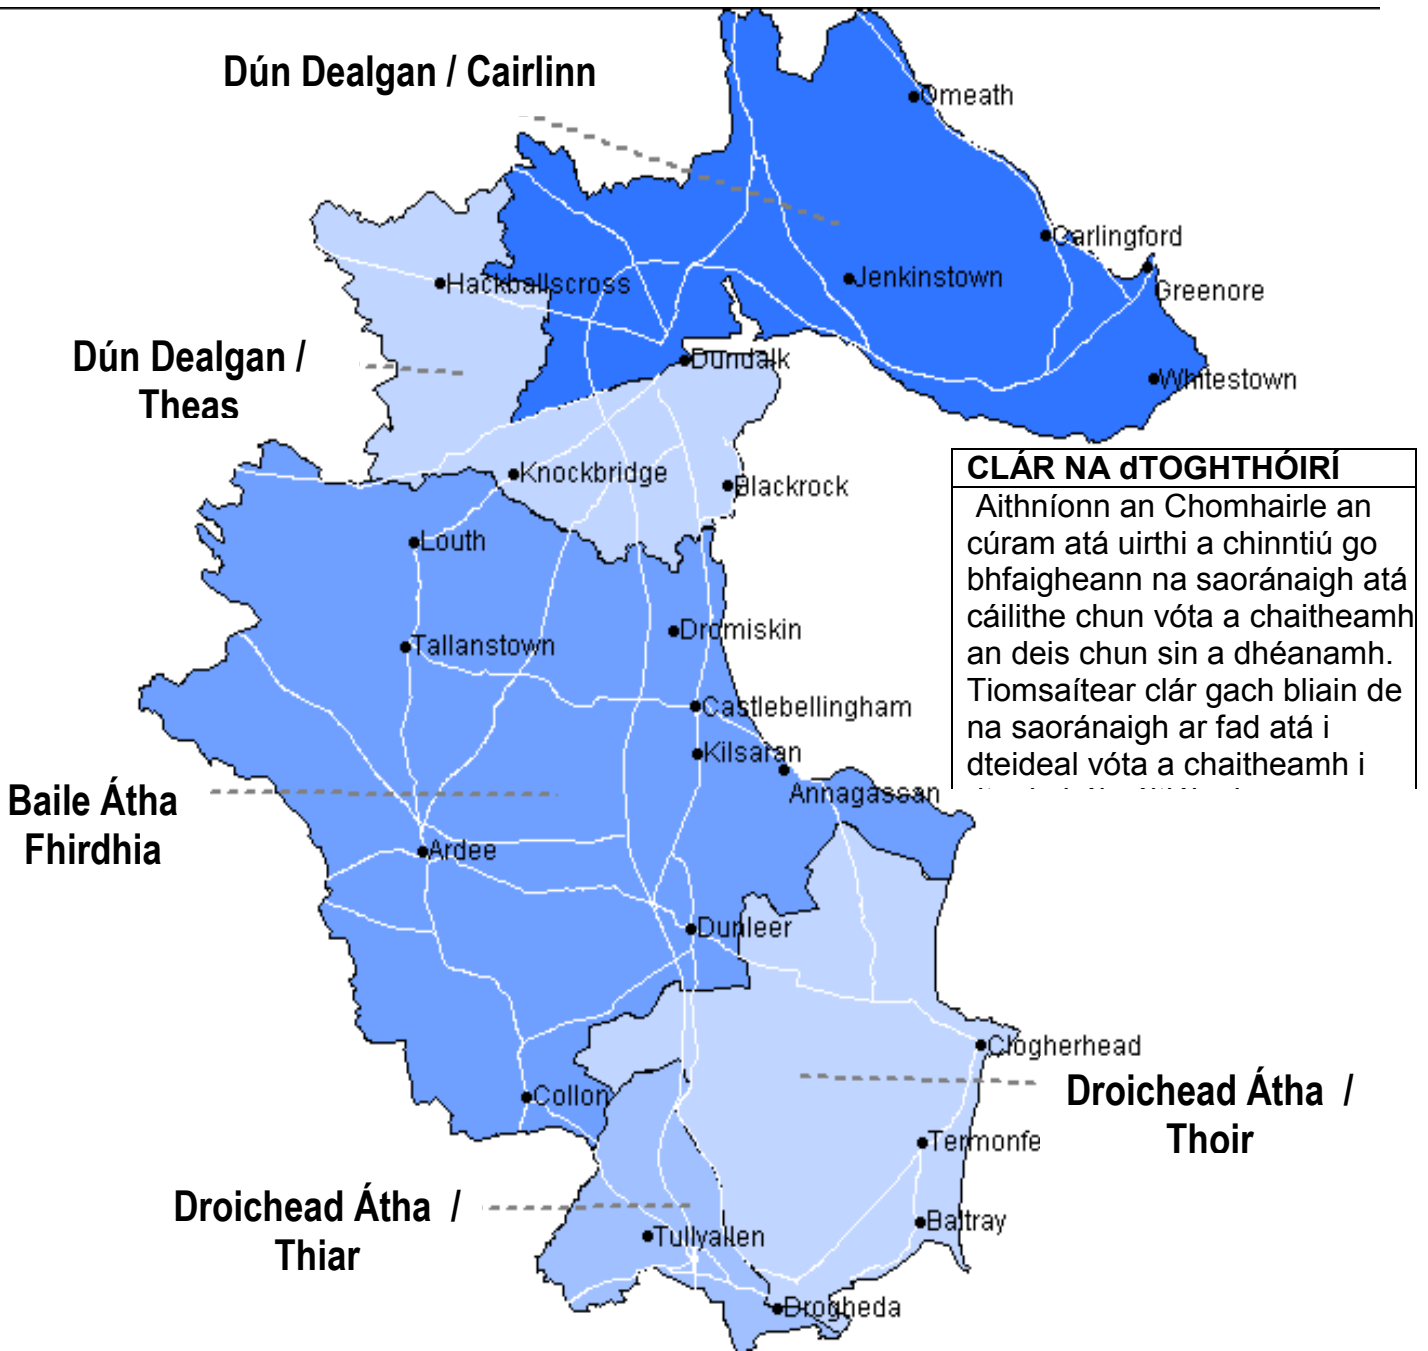 Dún Dealgan / Cairlinn
Omeath
Carlingford
Hackballscross
Jenkinstown
Greenore
Dún Dealgan /
Theas
Dundalk
Whitestown
Knockbridge
Blackrock
CLÁR NA dTOGHTHÓIRÍ
Aithníonn an Chomhairle an
cúram atá uirthi a chinntiú go
bhfaigheann na saoránaigh atá
cáilithe chun vóta a chaitheamh
an deis chun sin a dhéanamh.
Tiomsaítear clár gach bliain de
na saoránaigh ar fad atá i
dteideal vóta a chaitheamh i
Louth
Dromiskin
Tallanstown
Castlebellingham
Kilsaran
Annagassan
Baile Átha
Fhirdhia
Ardee
Dunleer
Clogherhead
Droichead Átha /
Thoir
Collon
Termonfe
Droichead Átha /
Thiar
Baltray
Tullyallen
Drogheda